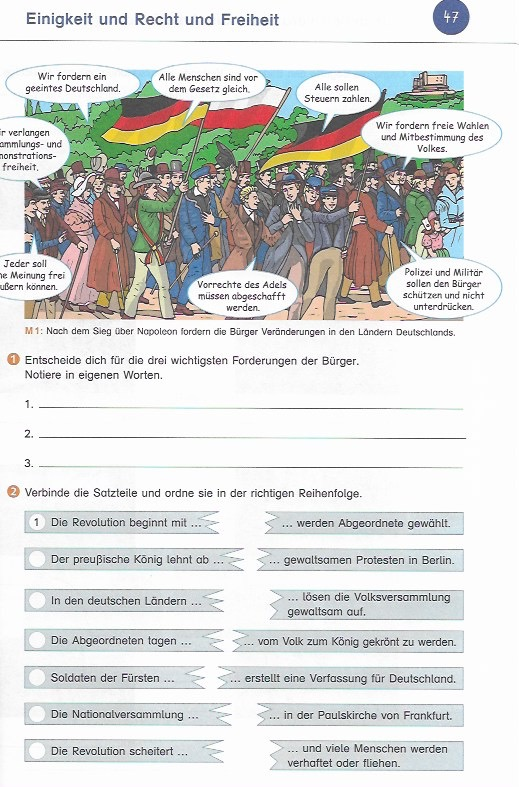 Einigkeit und Recht und Freiheit
47
Wir fordern ein
geeintes Deutschland.
Alle Menschen sind vor
dem Gesetz gleich.
Alle sollen
Steuern zahlen.
Wir fordern freie Wahlen
und Mitbestimmung des
Volkes.
ir verlangen
ammlungs- und
monstrations-
freiheit.
Jeder soll
ne Meinung frei
ußern können.
Vorrechte des Adels
müssen abgeschafft
werden.
Polizei und Militär
sollen den Bürger
schützen und nicht
unterdrücken.
M 1: Nach dem Sieg über Napoleon fordern die Bürger Veränderungen in den Ländern Deutschlands.
1 Entscheide dich für die drei wichtigsten Forderungen der Bürger.
Notiere in eigenen Worten.
1.
2.
3.
2 Verbinde die Satzteile und ordne sie in der richtigen Reihenfolge.
1 Die Revolution beginnt mit ...
... werden Abgeordnete gewählt.
Der preußische König lehnt ab ...
... gewaltsamen Protesten in Berlin.
In den deutschen Ländern ...
... lösen die Volksversammlung
gewaltsam auf.
Die Abgeordneten tagen ...
... vom Volk zum König gekrönt zu werden.
Soldaten der Fürsten ...
... erstellt eine Verfassung für Deutschland.
Die Nationalversammlung ...
... in der Paulskirche von Frankfurt.
Die Revolution scheitert ...
... und viele Menschen werden
verhaftet oder fliehen.